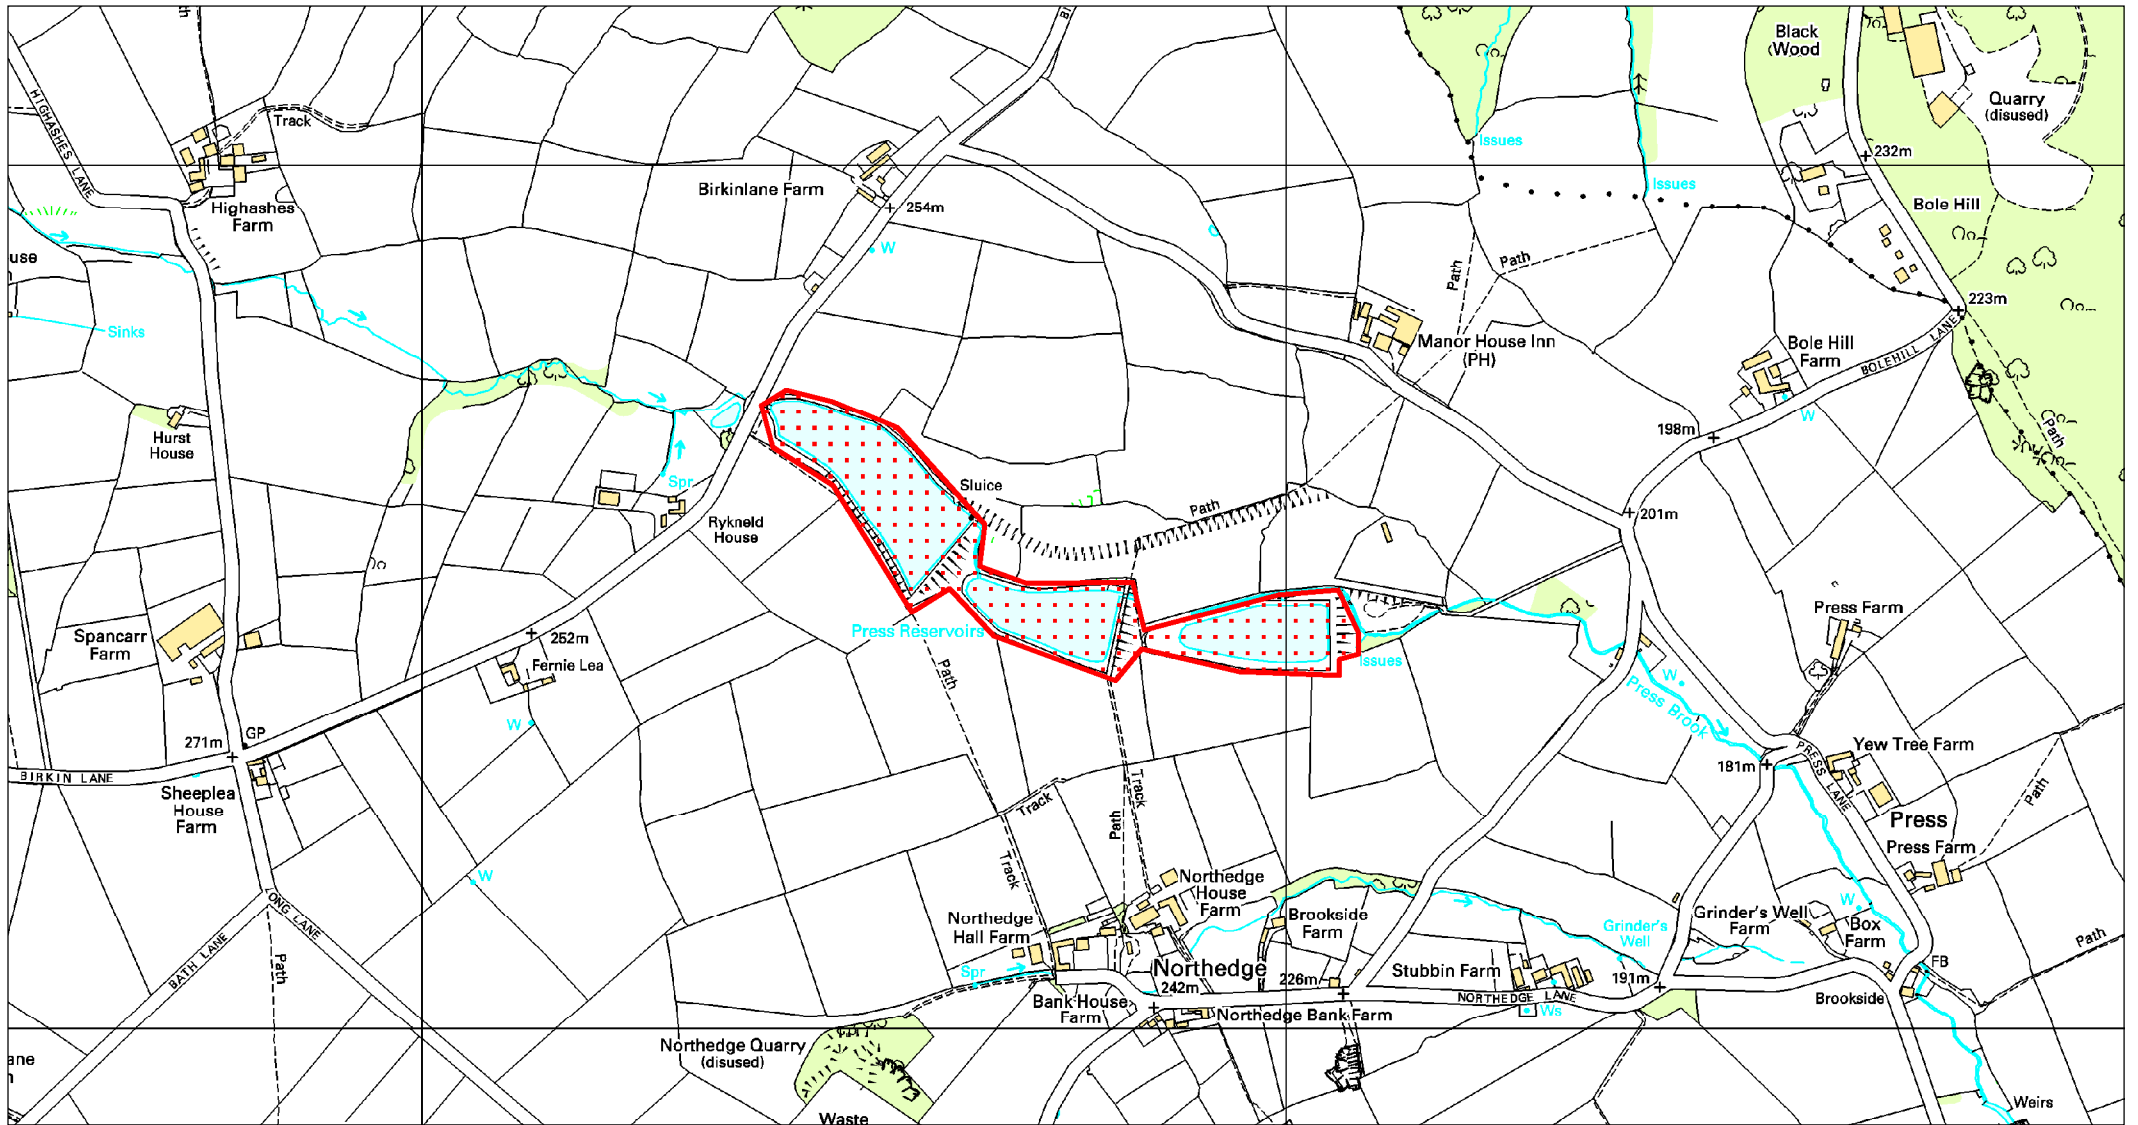 BI
Black
Wood
HIGHASHES LANE
Track
Quarry
(disused)
Issues
232m
Issues
Birkinlane Farm
Highashes
Farm
254m
Bole Hill
W
use
Path
Path
223m
Sinks
Manor House Inn
(PH)
Bole Hill
Farm
BOLEHILL LANE
W
Hurst
House
198m
Path
Spr
Sluice
Path
Rykneld
House
201m
Press Farm
Spancarr
Farm
252m
Press Reservoirs
Fernie Lea
Issues
Path
W
Press Brook
W
GP
271m
Yew Tree Farm
PRESS LANE
181m
BIRKIN LANE
Sheeplea
House
Farm
Track
Track
Path
Path
Press
Press Farm
Track
W
Northedge
House
Farm
W
LONG LANE
Northedge
Hall Farm
Brookside
Farm
Grinder's
Well
Grinder's Well
Farm
Box
Farm
BATH LANE
Path
Path
Spr
Northedge
242m
226m
Stubbin Farm
191m
FB
Bank House
Farm
NORTHEDGE LANE
Brookside
Ws
Northedge Bank Farm
Northedge Quarry
(disused)
ane
Weirs
Waste